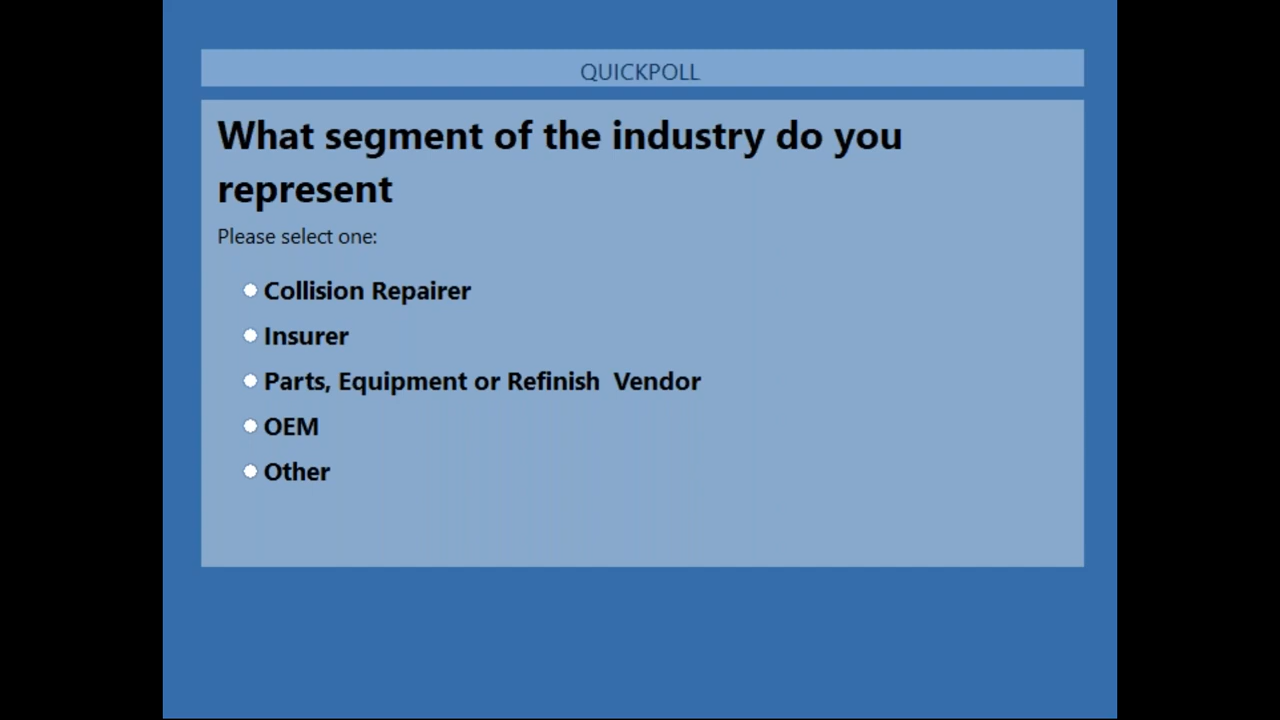 QUICKPOLL
What segment of the industry do you
represent
Please select one:
Collision Repairer
Insurer
Parts, Equipment or Refinish  Vendor
OEM
Other